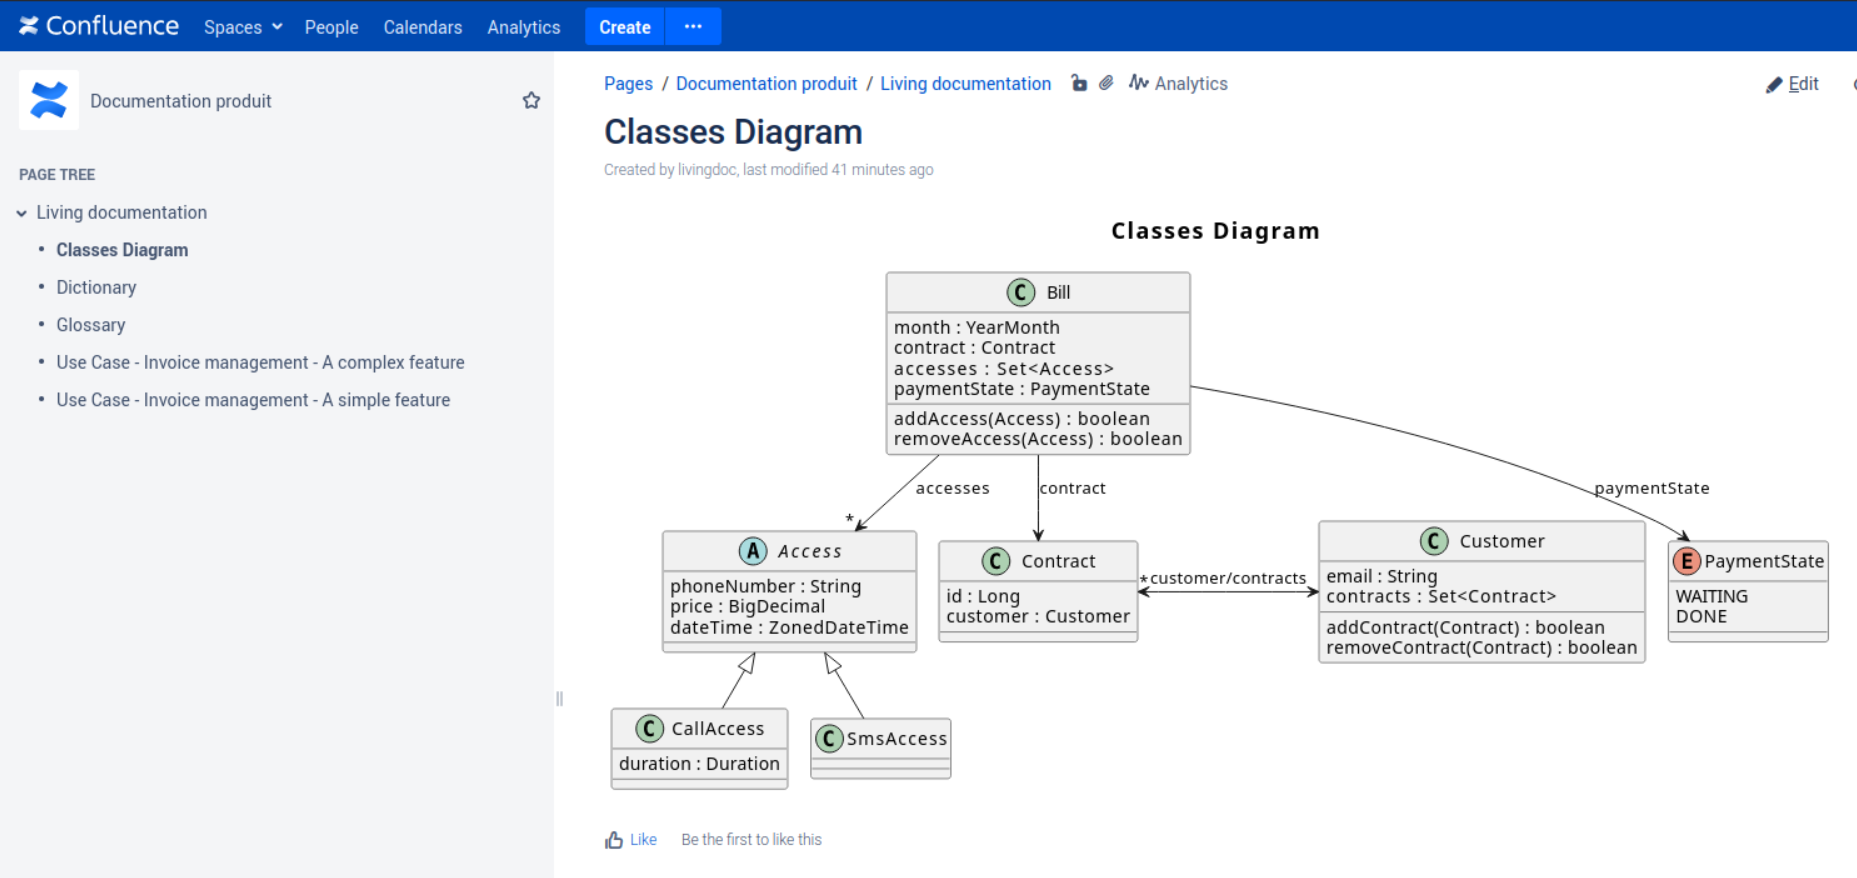 Confluence Spaces People Calendars Analytics Create ···
Documentation produit
PAGE TREE
Living documentation
• Classes Diagram
• Dictionary
• Glossary
• Use Case - Invoice management - A complex feature
• Use Case - Invoice management - A simple feature
Pages / Documentation produit / Living documentation Analytics Edit
Classes Diagram
Created by livingdoc, last modified 41 minutes ago
Classes Diagram
C Bill
month : YearMonth
contract : Contract
accesses : Set<Access>
paymentState : PaymentState
addAccess(Access) : boolean
removeAccess(Access) : boolean
accesses
contract
paymentState
*
A Access
phoneNumber : String
price : BigDecimal
dateTime : ZonedDateTime
C Contract
id : Long
customer : Customer
* customer/contracts
C Customer
email : String
contracts : Set<Contract>
addContract(Contract) : boolean
removeContract(Contract) : boolean
E PaymentState
WAITING
DONE
C CallAccess
duration : Duration
C SmsAccess
Like Be the first to like this